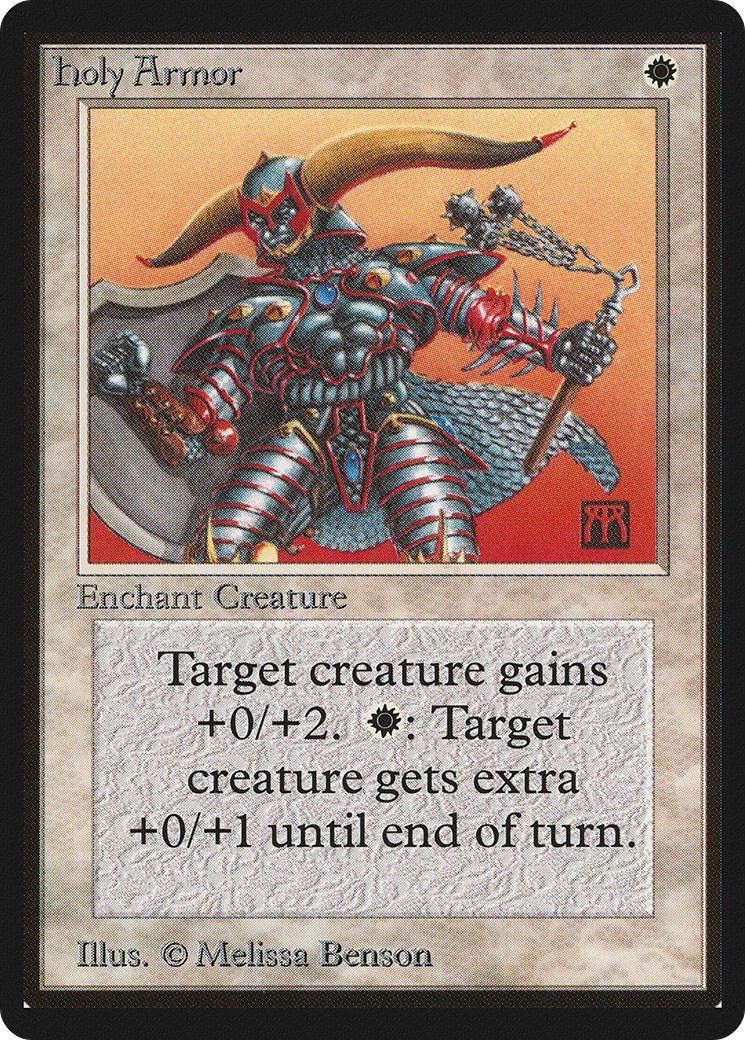 Holy Armor
Enchant Creature
Target creature gains
+0/+2. : Target
creature gets extra
+0/+1 until end of turn.
Illus. © Melissa Benson